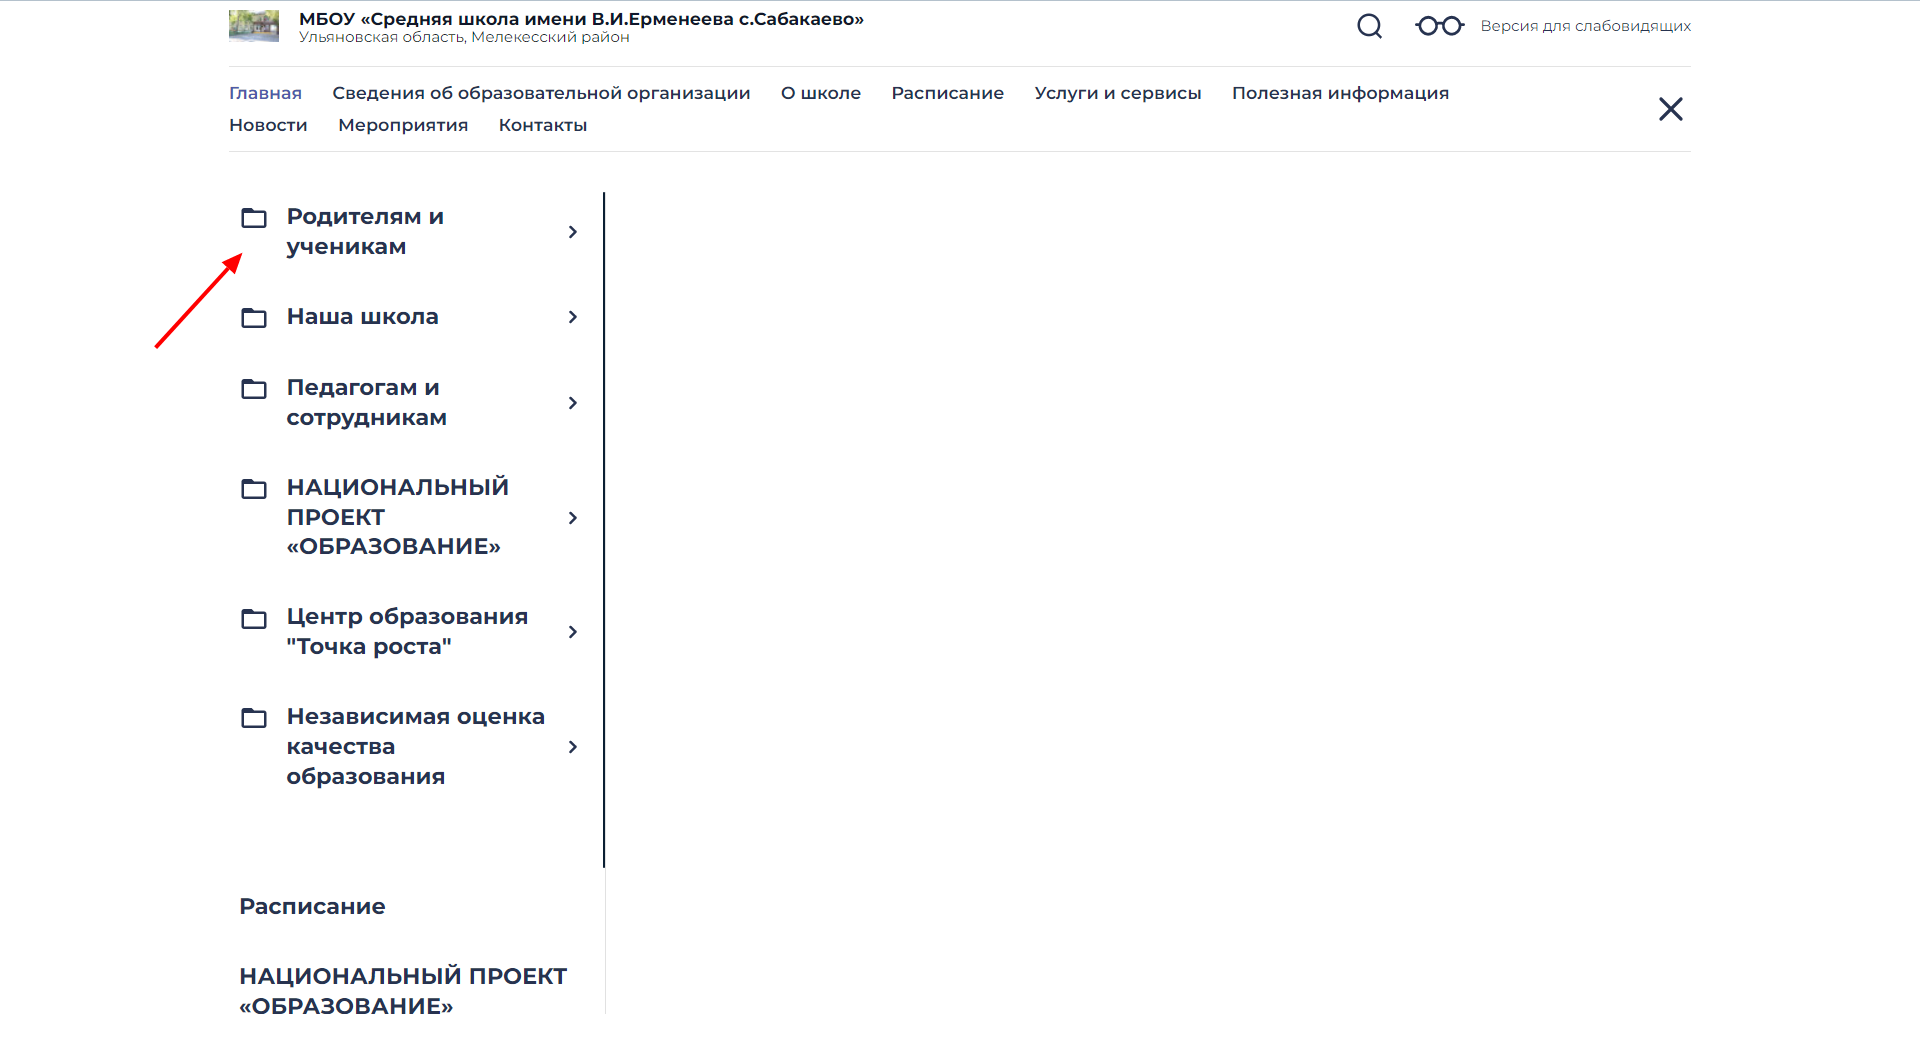 МБОУ «Средняя школа имени В.И.Ерменеева с.Сабакаево»
Ульяновская область, Мелекесский район
Версия для слабовидящих
Главная Сведения об образовательной организации О школе Расписание Услуги и сервисы Полезная информация
Новости Мероприятия Контакты
Родителям и
ученикам
Наша школа
Педагогам и
сотрудникам
НАЦИОНАЛЬНЫЙ
ПРОЕКТ
«ОБРАЗОВАНИЕ»
Центр образования
"Точка роста"
Независимая оценка
качества
образования
Расписание
НАЦИОНАЛЬНЫЙ ПРОЕКТ
«ОБРАЗОВАНИЕ»